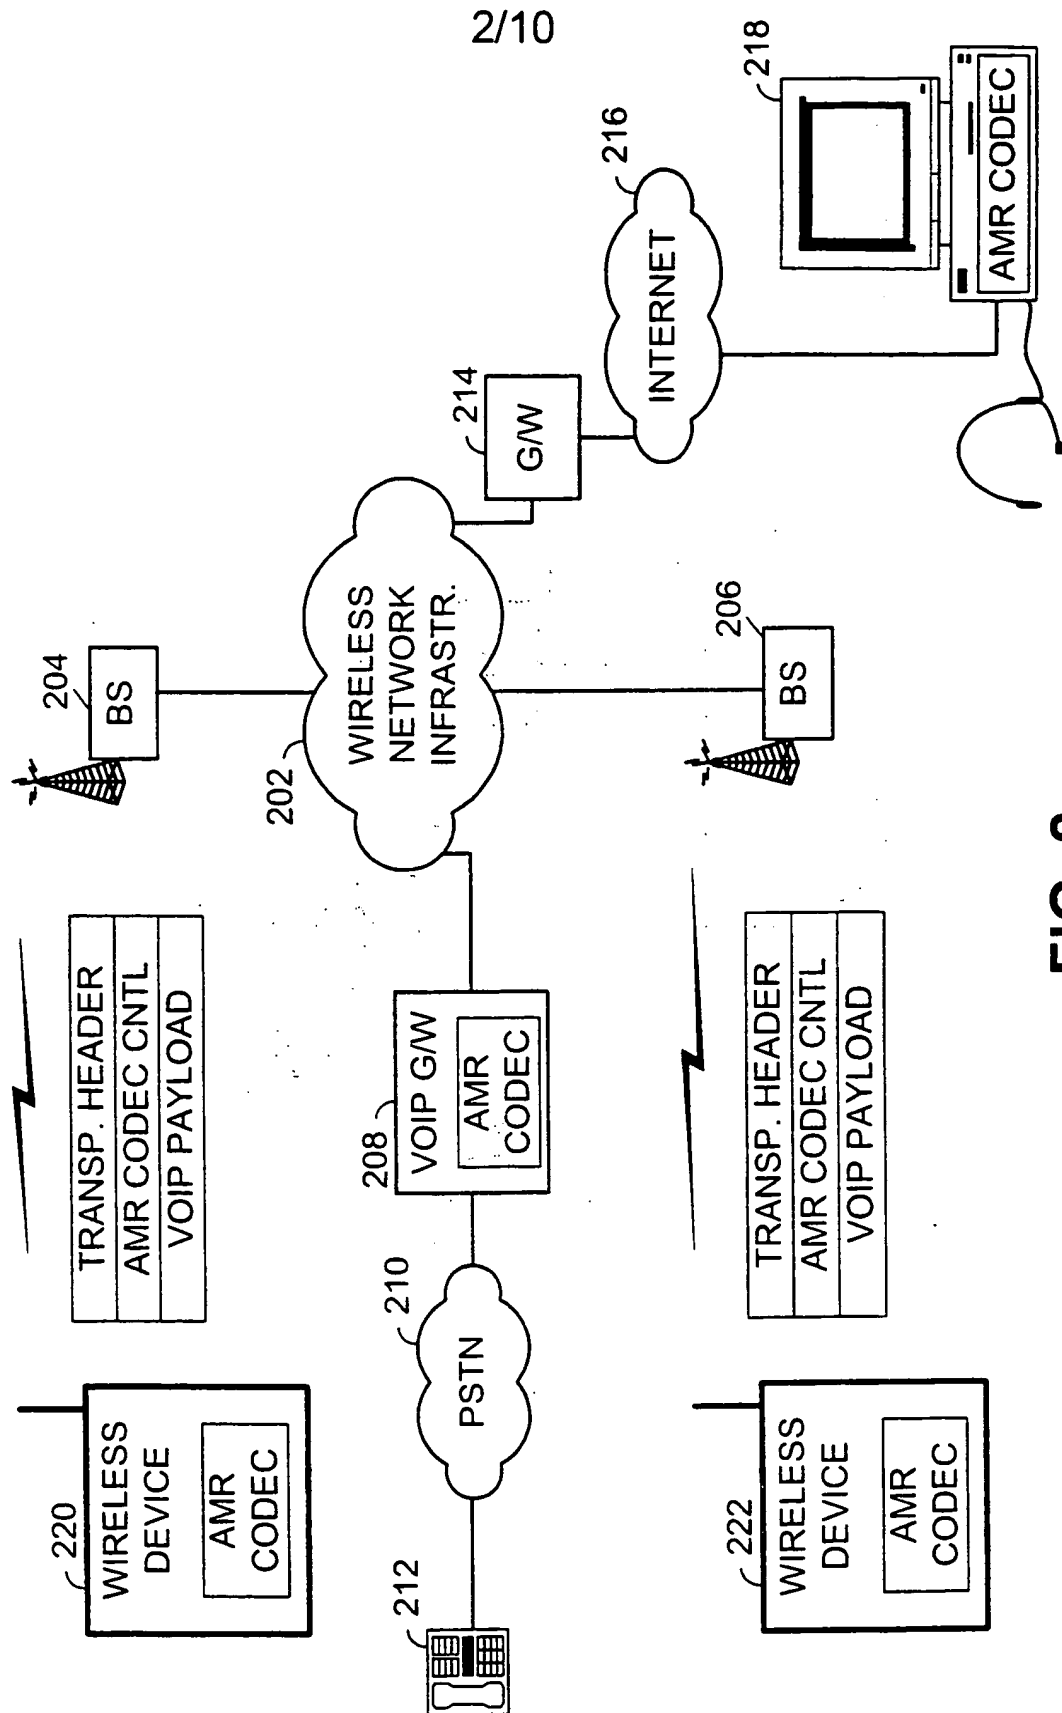 2/10
220
WIRELESS
DEVICE
AMR
CODEC
TRANSP. HEADER
AMR CODEC CNTL
VOIP PAYLOAD
204
BS
212
210
PSTN
208
VOIP G/W
AMR
CODEC
202
WIRELESS
NETWORK
INFRASTR.
214
G/W
216
INTERNET
218
AMR CODEC
222
WIRELESS
DEVICE
AMR
CODEC
TRANSP. HEADER
AMR CODEC CNTL
VOIP PAYLOAD
206
BS
FIG.